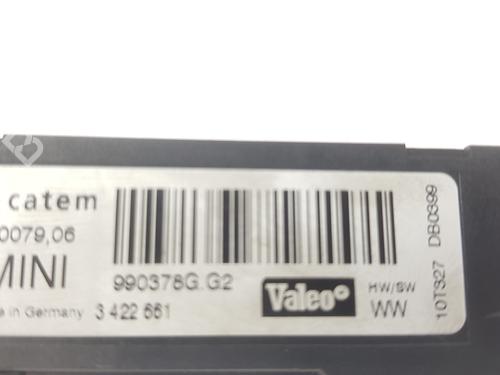 catem
0079,06
MINI
990378G.G2
in Germany
3 422 661
Valeo
HW/SW
WW
10T327 DB0399